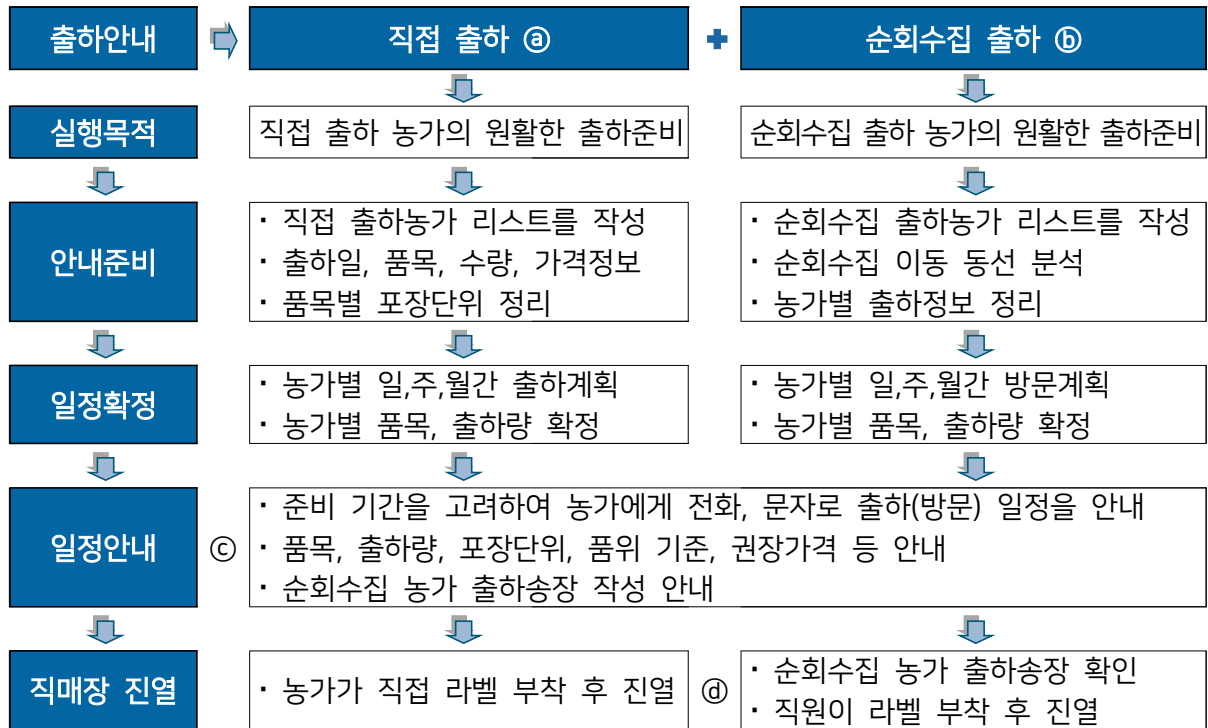 출하안내
직접 출하 ⓐ
순회수집 출하 ⓑ
실행목적
직접 출하 농가의 원활한 출하준비
순회수집 출하 농가의 원활한 출하준비
안내준비
· 직접 출하농가 리스트를 작성
· 출하일, 품목, 수량, 가격정보
· 품목별 포장단위 정리
· 순회수집 출하농가 리스트를 작성
· 순회수집 이동 동선 분석
· 농가별 출하정보 정리
일정확정
· 농가별 일,주,월간 출하계획
· 농가별 품목, 출하량 확정
· 농가별 일,주,월간 방문계획
· 농가별 품목, 출하량 확정
일정안내
ⓒ
· 준비 기간을 고려하여 농가에게 전화, 문자로 출하(방문) 일정을 안내
· 품목, 출하량, 포장단위, 품위 기준, 권장가격 등 안내
· 순회수집 농가 출하송장 작성 안내
직매장 진열
· 농가가 직접 라벨 부착 후 진열
ⓓ
· 순회수집 농가 출하송장 확인
· 직원이 라벨 부착 후 진열